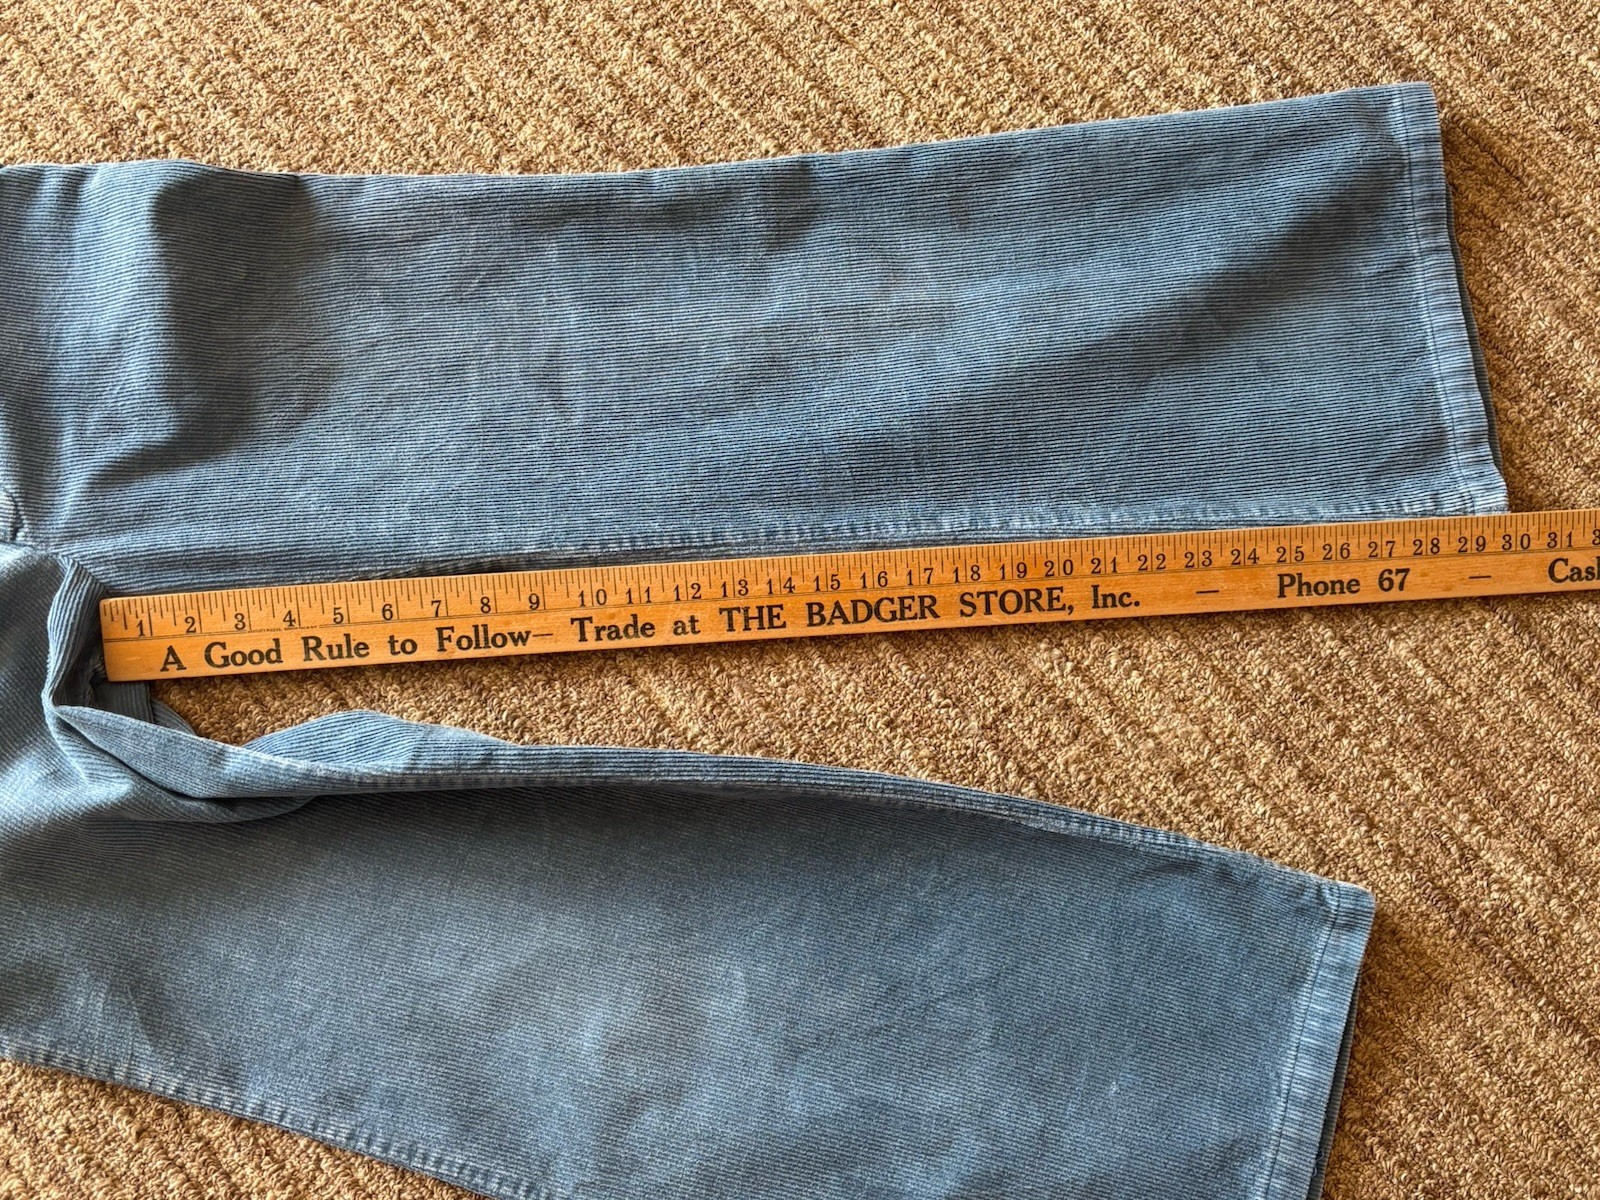 1 2 3 4 5 6 7 8 9 10 11 12 13 14 15 16 17 18 19 20 21 22 23 24 25 26 27 28 29 30 31
A Good Rule to Follow— Trade at THE BADGER STORE, Inc. — Phone 67 — Cas